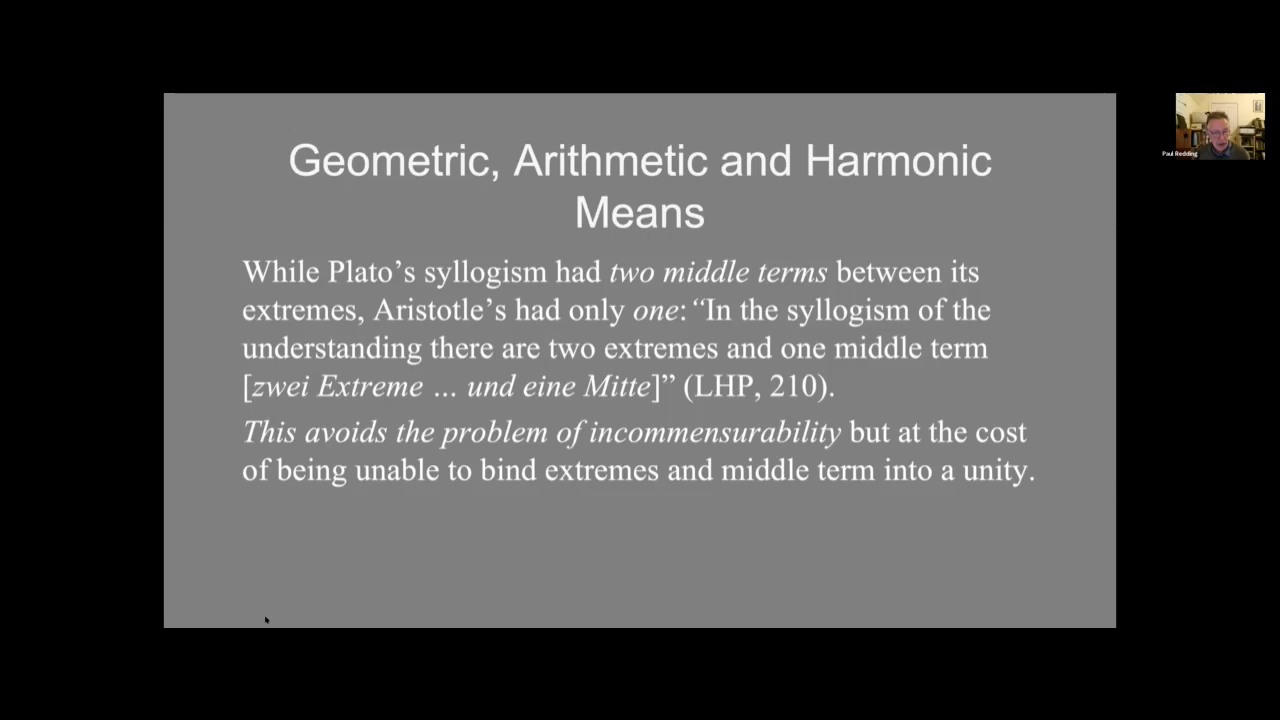 Geometric, Arithmetic and Harmonic
Means
While Plato’s syllogism had two middle terms between its
extremes, Aristotle’s had only one: “In the syllogism of the
understanding there are two extremes and one middle term
[zwei Extreme … und eine Mitte]” (LHP, 210).
This avoids the problem of incommensurability but at the cost
of being unable to bind extremes and middle term into a unity.
Paul Redding